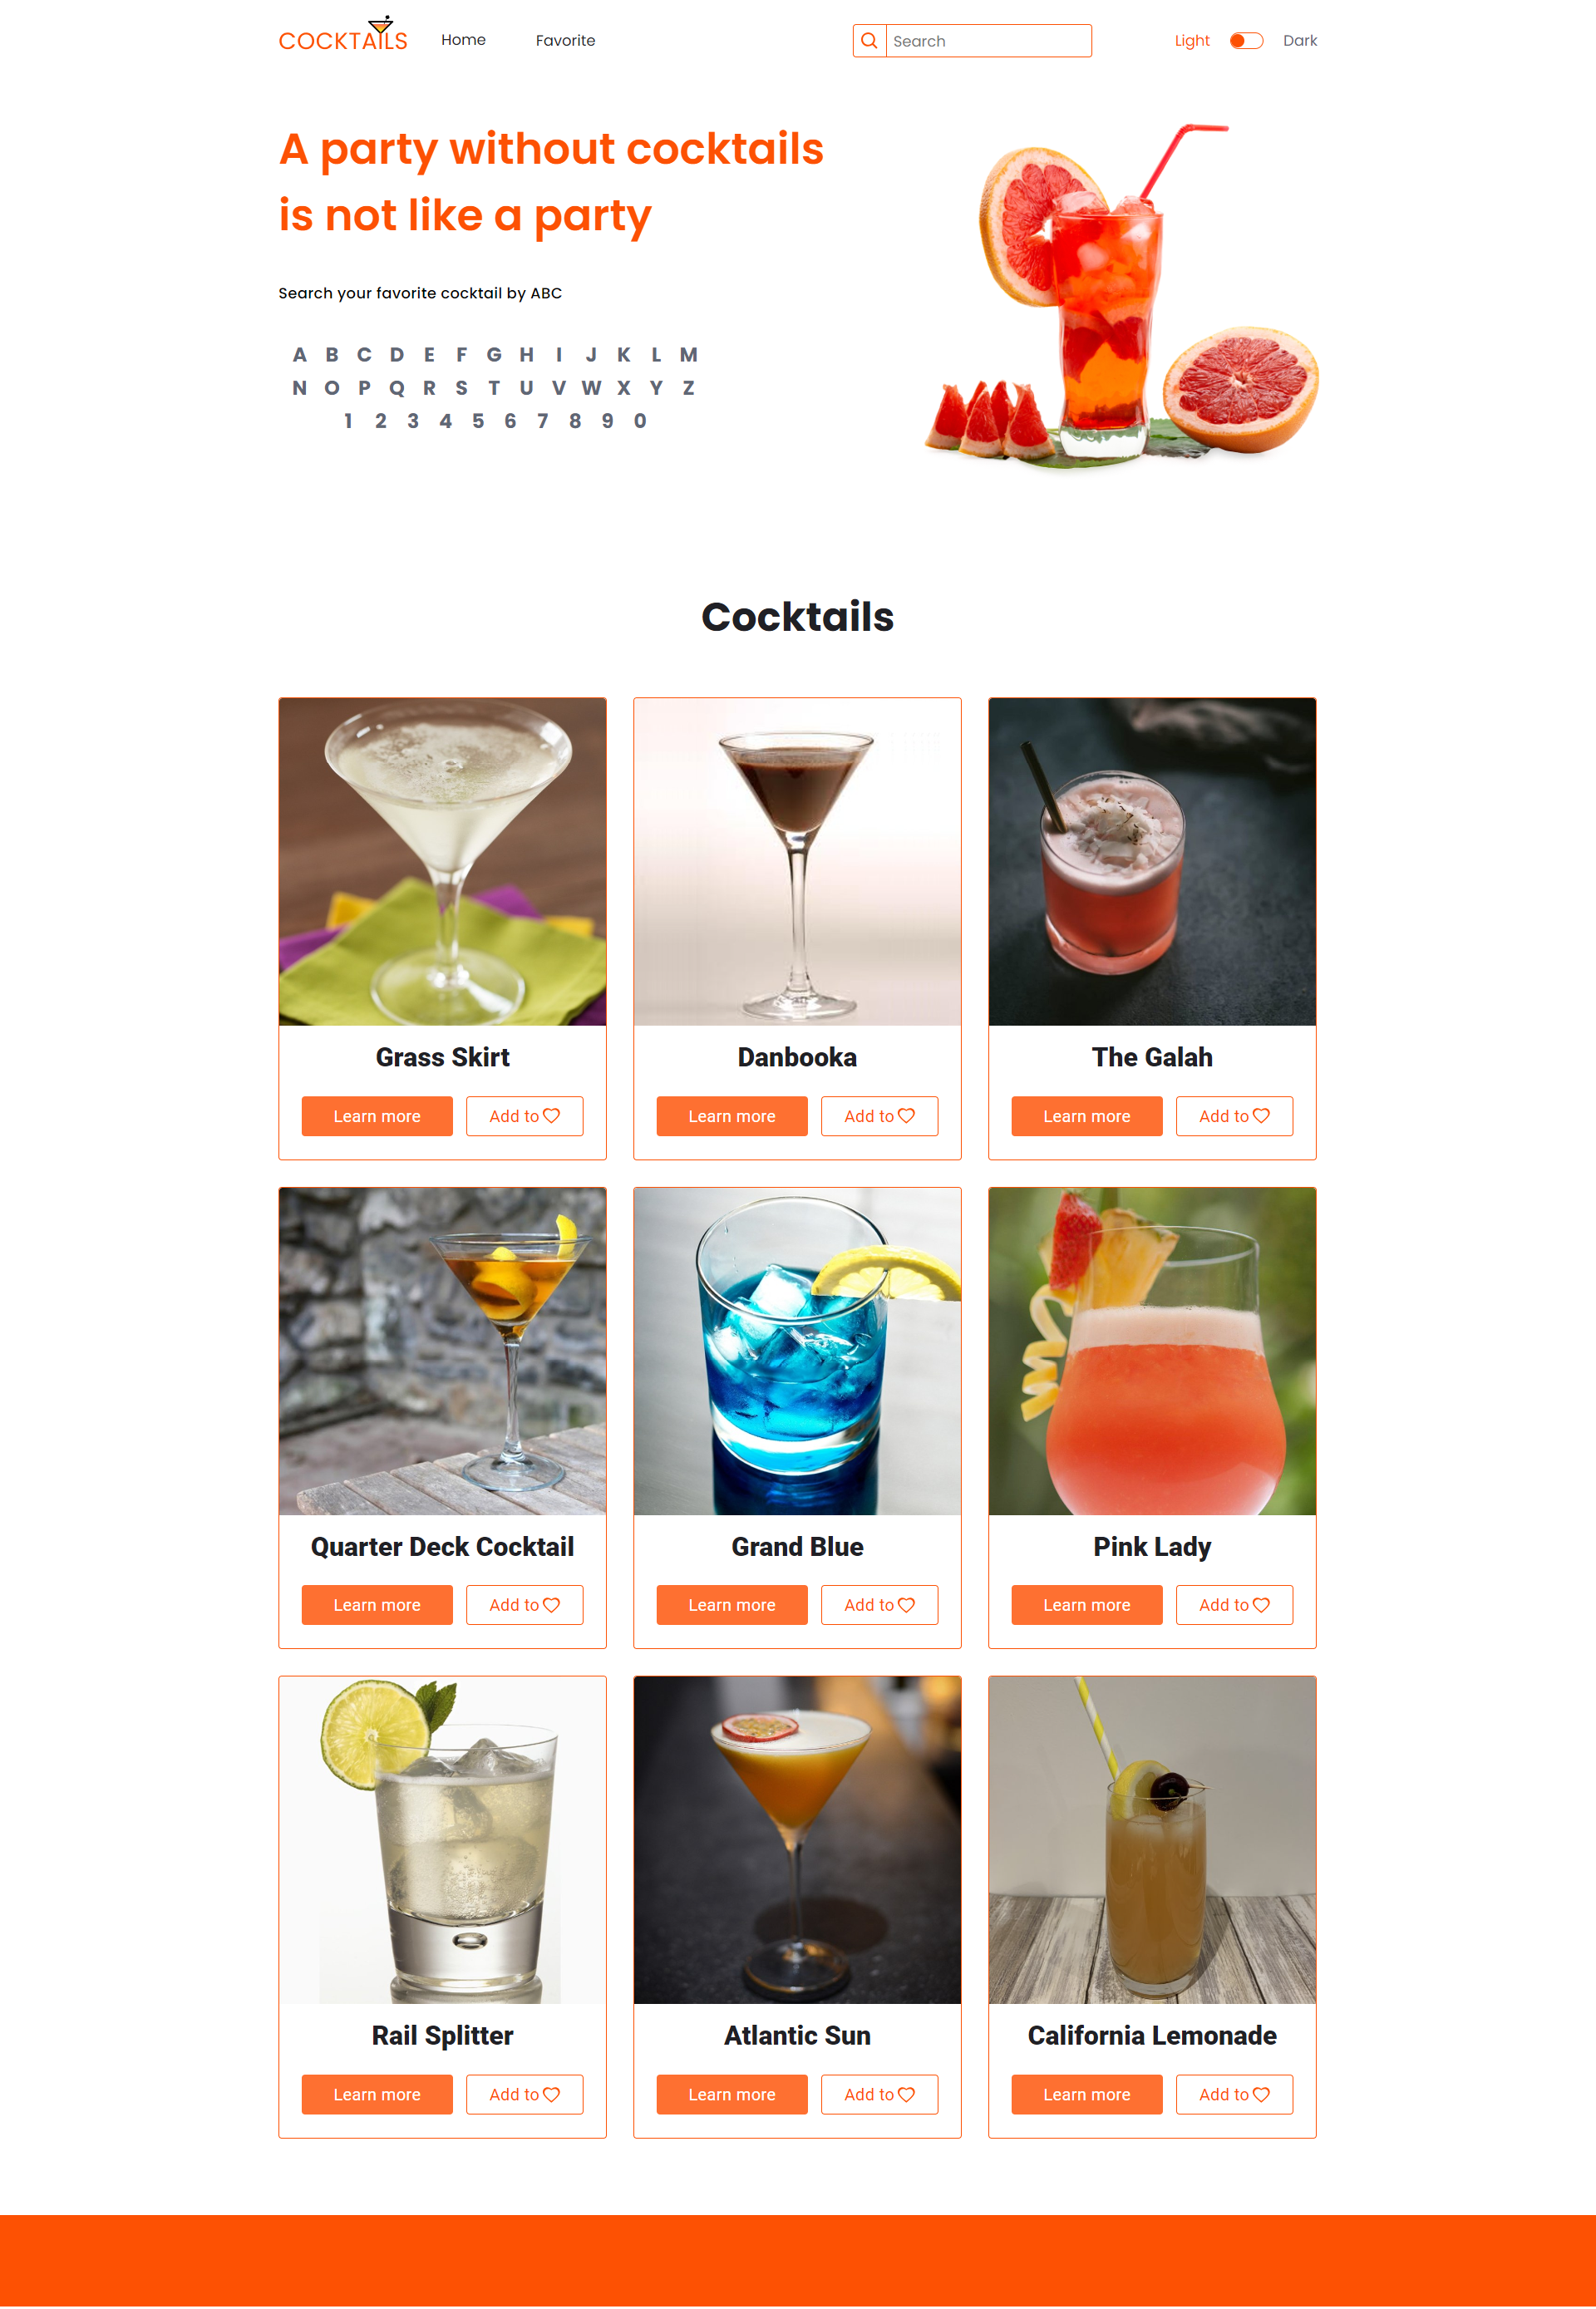 COCKTAILS Home Favorite Search Light Dark
A party without cocktails
is not like a party
Search your favorite cocktail by ABC
A B C D E F G H I J K L M
N O P Q R S T U V W X Y Z
1 2 3 4 5 6 7 8 9 0
Cocktails
Grass Skirt
Learn more Add to
Danbooka
Learn more Add to
The Galah
Learn more Add to
Quarter Deck Cocktail
Learn more Add to
Grand Blue
Learn more Add to
Pink Lady
Learn more Add to
Rail Splitter
Learn more Add to
Atlantic Sun
Learn more Add to
California Lemonade
Learn more Add to